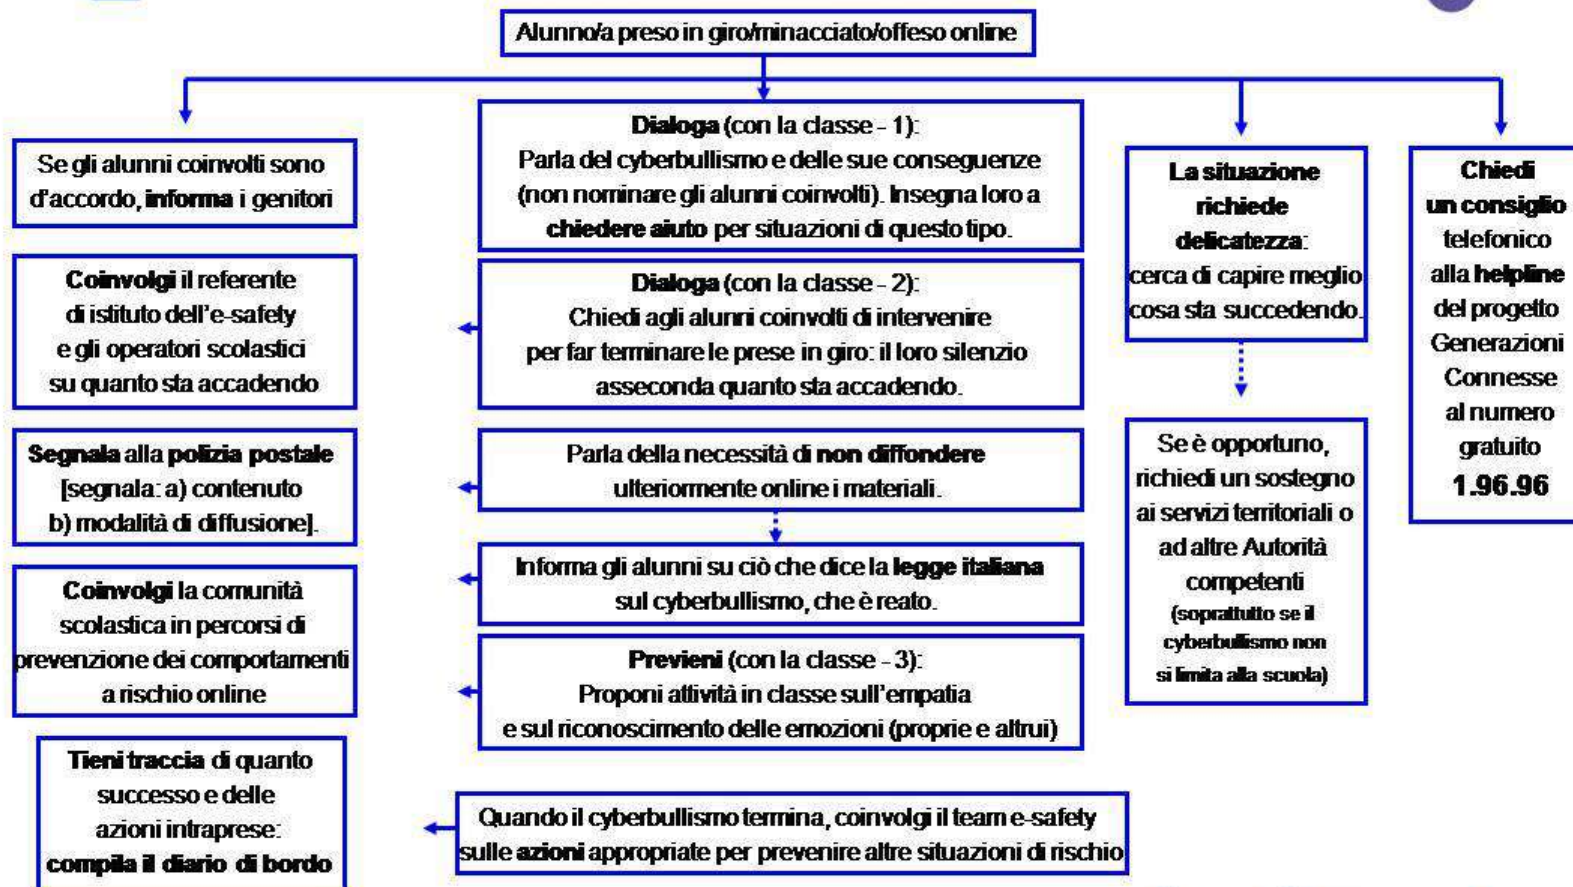 Alunno/a preso in giro/minacciato/offeso online
Se gli alunni coinvolti sono
d'accordo, informa i genitori
Coinvolgi il referente
di istituto dell'e-safety
e gli operatori scolastici
su quanto sta accadendo
Segnala alla polizia postale
[segnala: a) contenuto
b) modalità di diffusione].
Coinvolgi la comunità
scolastica in percorsi di
prevenzione dei comportamenti
a rischio online
Tieni traccia di quanto
successo e delle
azioni intraprese:
compila il diario di bordo
Dialoga (con la classe - 1):
Parla del cyberbullismo e delle sue conseguenze
(non nominare gli alunni coinvolti). Insegna loro a
chiedere aiuto per situazioni di questo tipo.
Dialoga (con la classe - 2):
Chiedi agli alunni coinvolti di intervenire
per far terminare le prese in giro: il loro silenzio
asseconda quanto sta accadendo.
Parla della necessità di non diffondere
ulteriormente online i materiali.
Informa gli alunni su ciò che dice la legge italiana
sul cyberbullismo, che è reato.
Previeni (con la classe - 3):
Proponi attività in classe sull'empatia
e sul riconoscimento delle emozioni (proprie e altrui)
Quando il cyberbullismo termina, coinvolgi il team e-safety
sulle azioni appropriate per prevenire altre situazioni di rischio
La situazione
richiede
delicatezza:
cerca di capire meglio
cosa sta succedendo.
Se è opportuno,
richiedi un sostegno
ai servizi territoriali o
ad altre Autorità
competenti
(soprattutto se il
cyberbullismo non
si limita alla scuola)
Chiedi
un consiglio
telefonico
alla helpline
del progetto
Generazioni
Connesse
al numero
gratuito
1.96.96